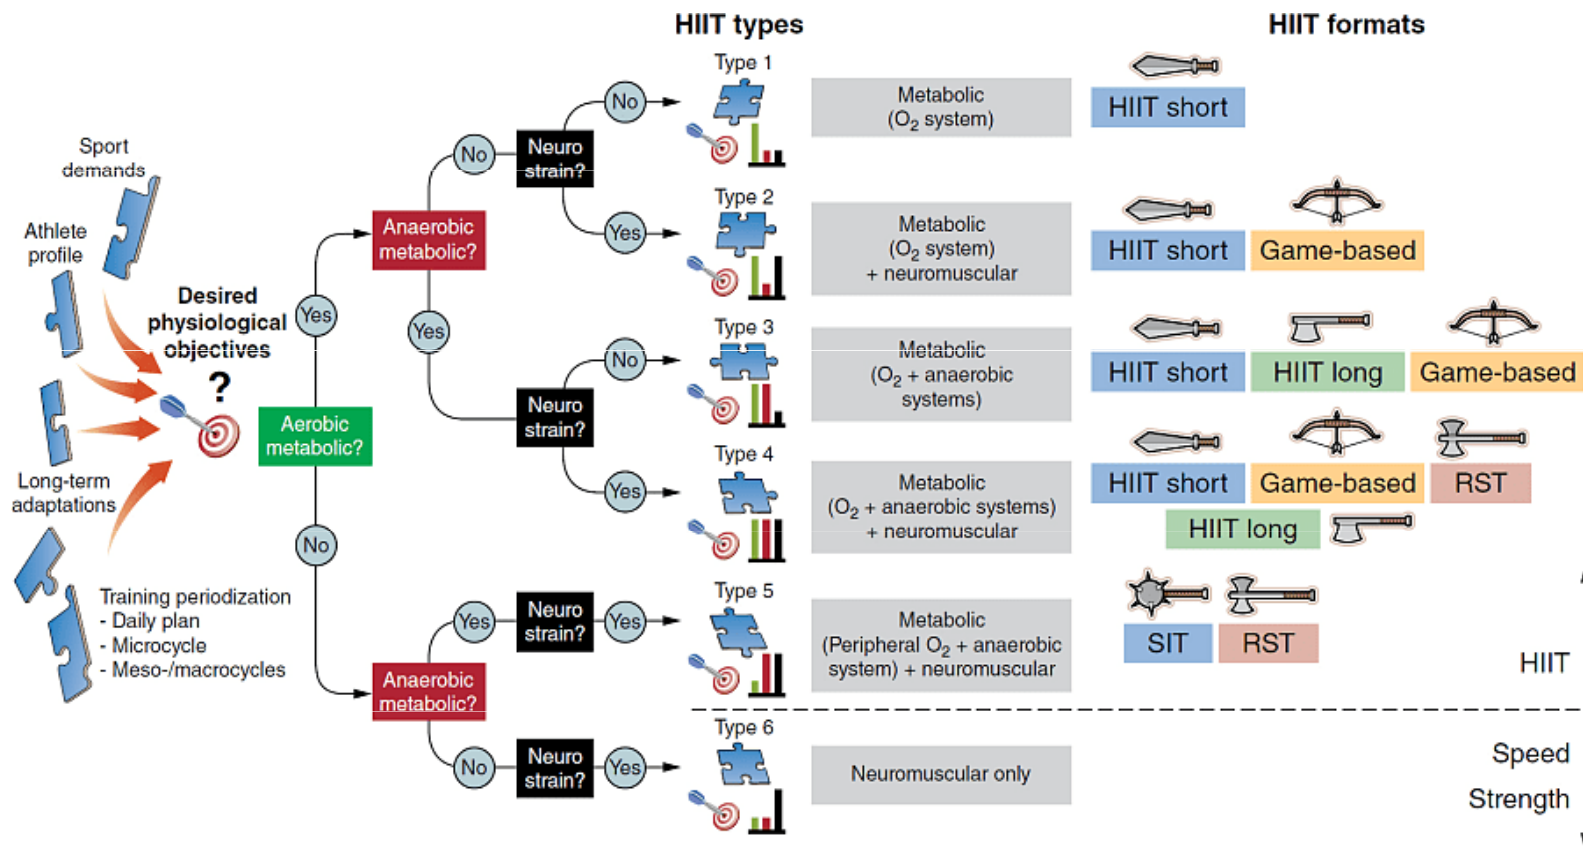 HIIT types
HIIT formats
Sport
demands
Athlete
profile
Long-term
adaptations
Training periodization
- Daily plan
- Microcycle
- Meso-/macrocycles
Desired
physiological
objectives
?
Aerobic
metabolic?
Yes
No
Anaerobic
metabolic?
No
Yes
Neuro
strain?
No
Yes
Neuro
strain?
No
Yes
Anaerobic
metabolic?
Yes
No
Neuro
strain?
Yes
Neuro
strain?
Yes
Type 1
Metabolic
(O2 system)
HIIT short
Type 2
Metabolic
(O2 system)
+ neuromuscular
HIIT short
Game-based
Type 3
Metabolic
(O2 + anaerobic
systems)
HIIT short
HIIT long
Game-based
Type 4
Metabolic
(O2 + anaerobic systems)
+ neuromuscular
HIIT short
Game-based
RST
HIIT long
Type 5
Metabolic
(Peripheral O2 + anaerobic
system) + neuromuscular
SIT
RST
HIIT
Type 6
Neuromuscular only
Speed
Strength